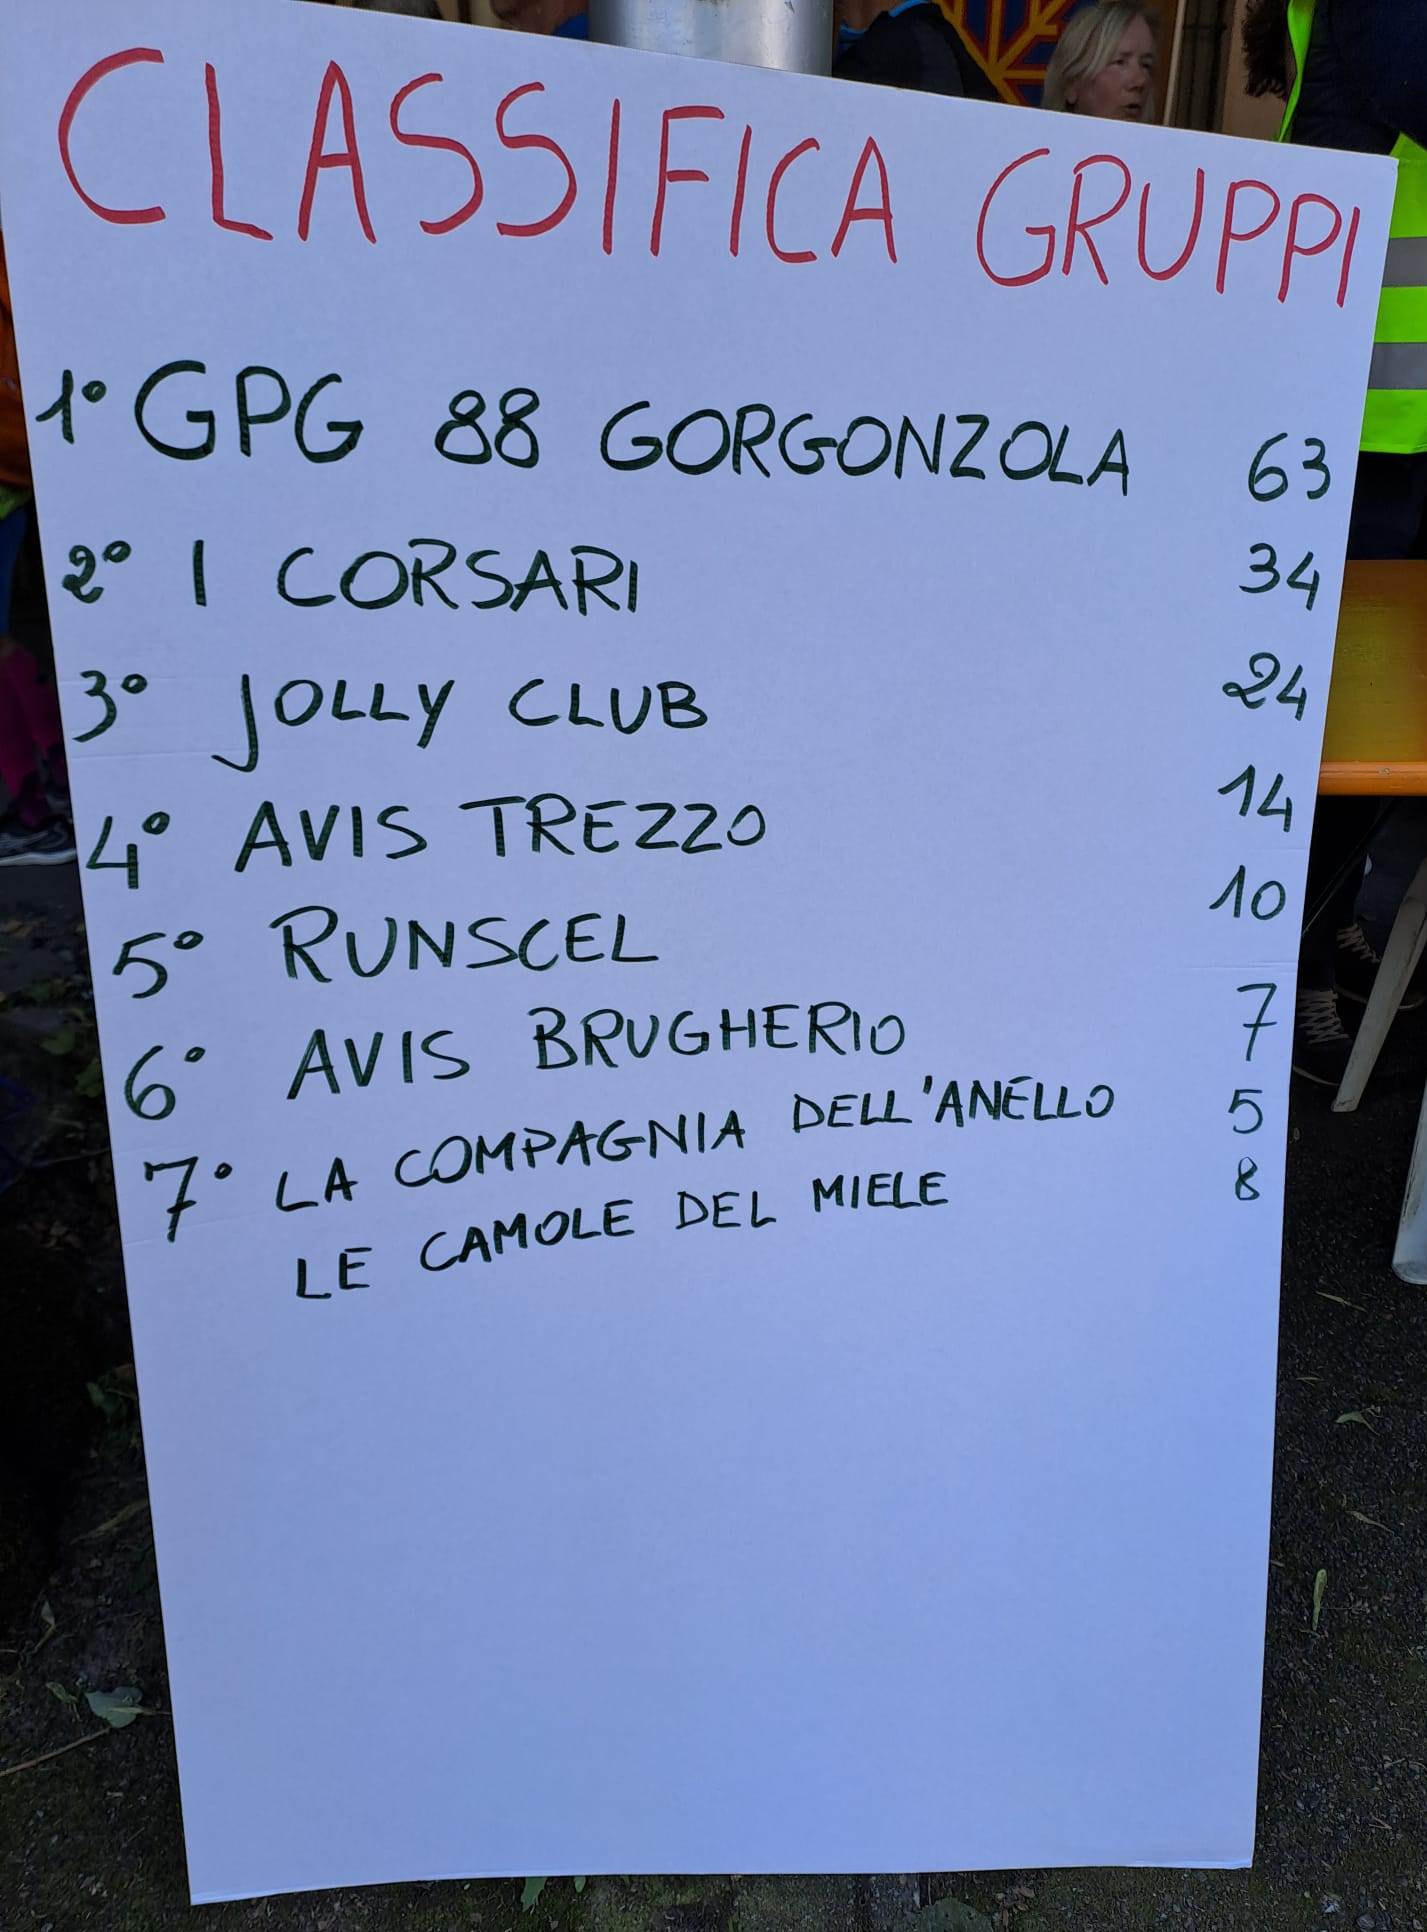 CLASSIFICA GRUPPI
1° GPG 88 GORGONZOLA 63
2° I CORSARI 34
3° JOLLY CLUB 24
4° AVIS TREZZO 14
5° RUNSCEL 10
6° AVIS BRUGHERIO 7
7° LA COMPAGNIA DELL'ANELLO 5
LE CAMOLE DEL MIELE 8